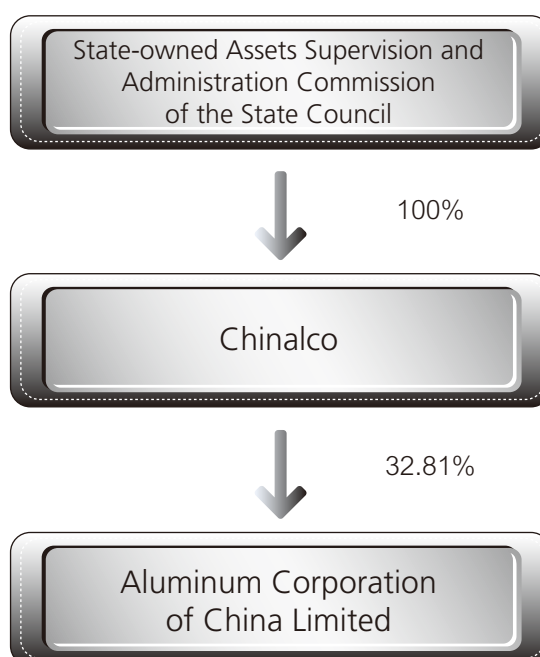 State-owned Assets Supervision and
Administration Commission
of the State Council
100%
Chinalco
32.81%
Aluminum Corporation
of China Limited